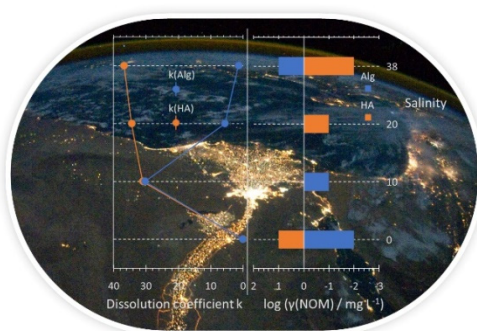 k(Alg)
k(HA)
Alg
HA
38
Salinity
20
10
0
40 30 20 10 0
2 1 0 -1 -2 -3
Dissolution coefficient k
log (γ(NOM) / mg L⁻¹)